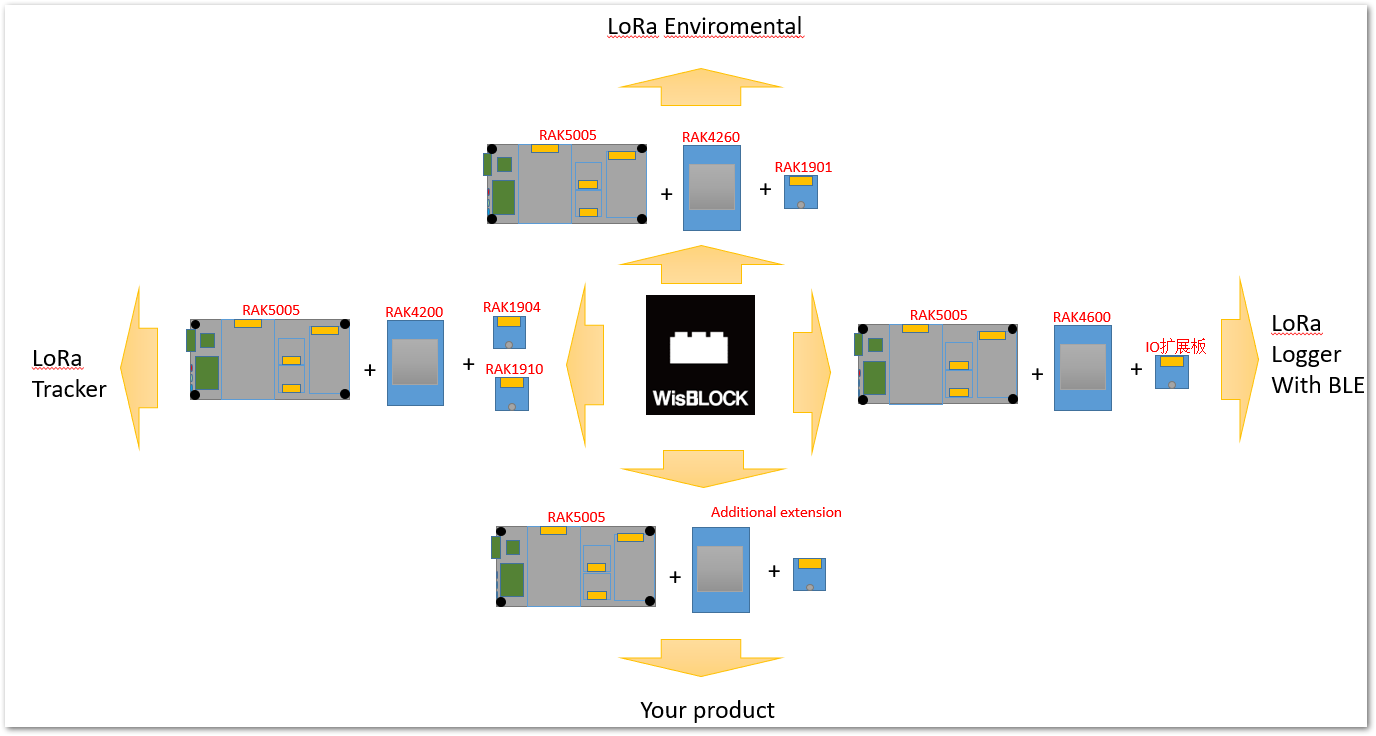 LoRa Enviromental
RAK5005
RAK4260
RAK1901
+
+
LoRa
Tracker
RAK5005
RAK4200
RAK1904
RAK1910
+
+
WisBLOCK
RAK5005
RAK4600
IO扩展板
+
+
LoRa
Logger
With BLE
RAK5005
Additional extension
+
+
Your product